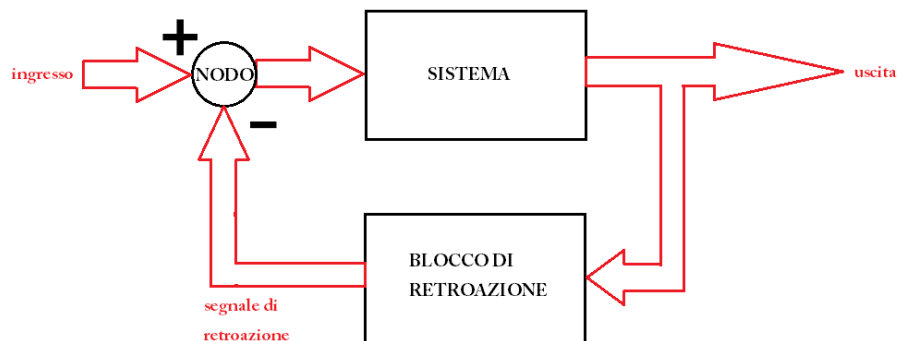 +
ingresso
NODO
SISTEMA
uscita
−
BLOCCO DI
RETROAZIONE
segnale di
retroazione